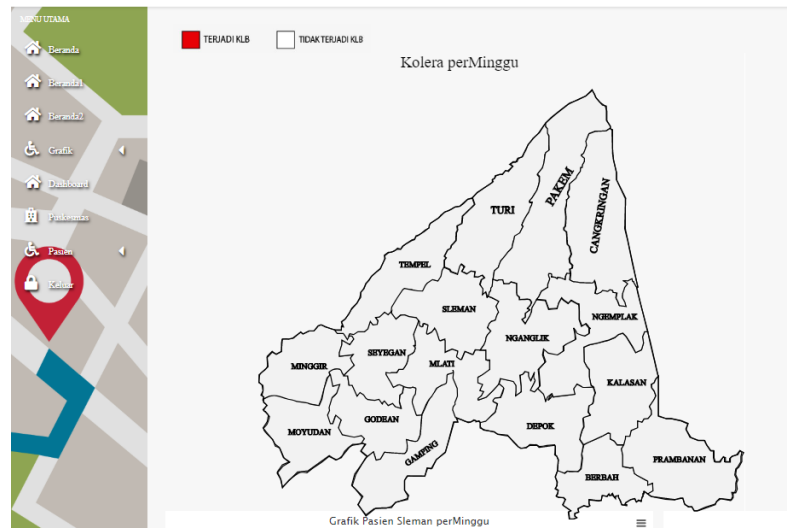 MENU UTAMA
Beranda
Beranda1
Beranda2
Grafik
Dashboard
Puskesmas
Pasien
Keluar
TERJADI KLB
TIDAK TERJADI KLB
Kolera perMinggu
PAKEM
CANGKRINGAN
TURI
TEMPEL
SLEMAN
NGEMPLAK
NGANGLIK
SEYEGAN
MLATI
MINGGIR
KALASAN
GODEAN
DEPOK
MOYUDAN
GAMPING
PRAMBANAN
BERBAH
Grafik Pasien Sleman perMinggu